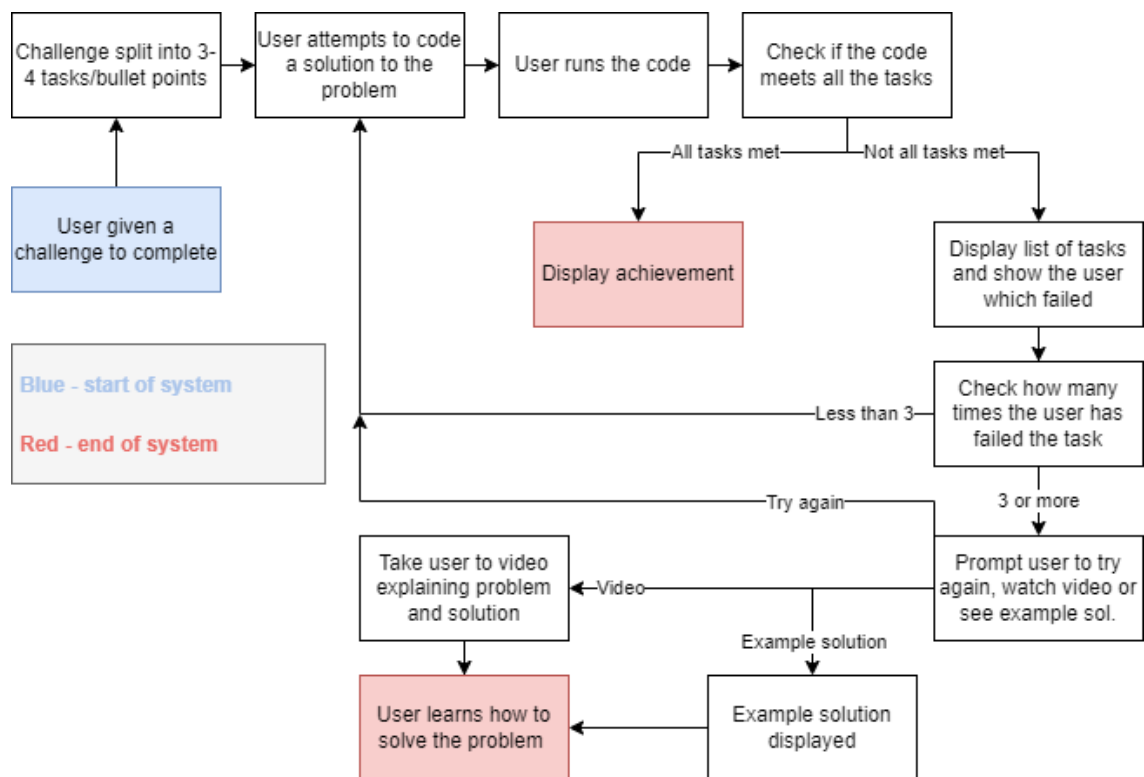 Challenge split into 3-
4 tasks/bullet points
User attempts to code
a solution to the
problem
User runs the code
Check if the code
meets all the tasks
All tasks met
Not all tasks met
User given a
challenge to complete
Display achievement
Display list of tasks
and show the user
which failed
Blue - start of system
Red - end of system
Less than 3
Check how many
times the user has
failed the task
3 or more
Try again
Take user to video
explaining problem
and solution
Video
Prompt user to try
again, watch video or
see example sol.
Example solution
User learns how to
solve the problem
Example solution
displayed